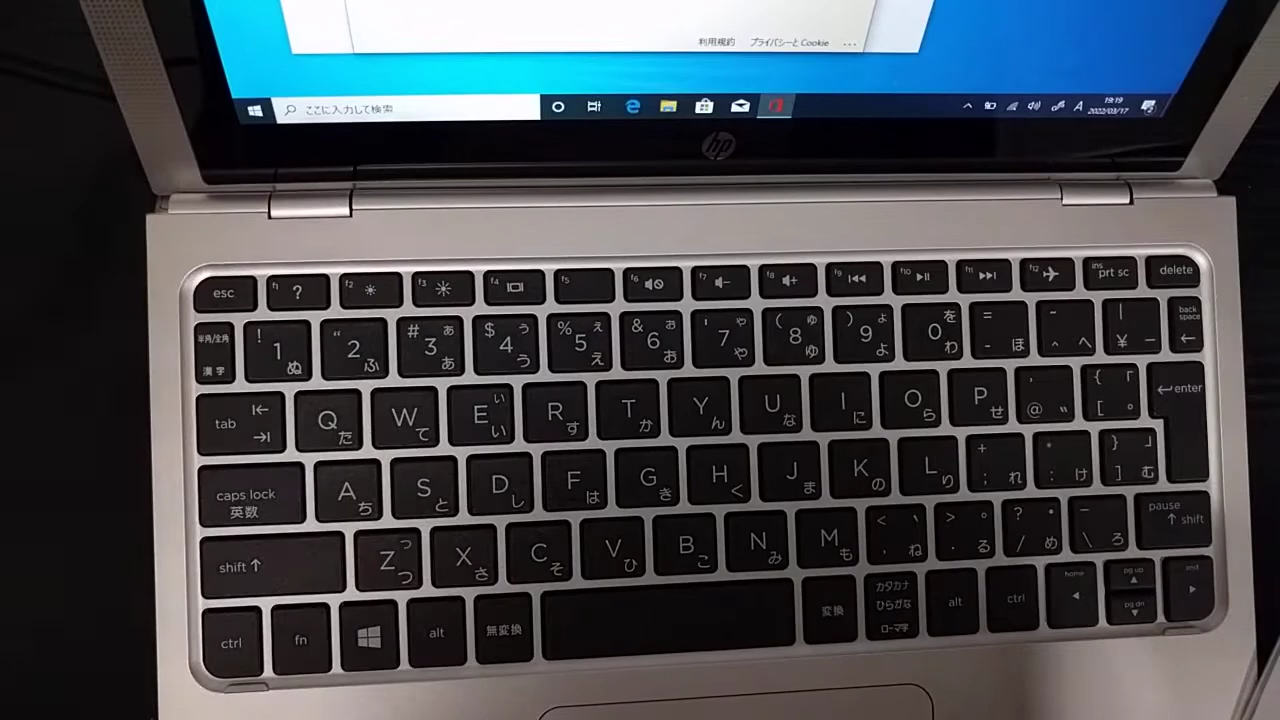 利用規約 プライバシーと Cookie ...
ここに入力して検索
A 19:19
2022/03/17
hp
esc f1 ? f2 f3 f4 f5 f6 f7 f8 f9 f10 f11 f12 ins prt sc delete
半角/全角 漢字 ! 1 ぬ " 2 ふ # 3 ぁ あ $ 4 ぅ う % 5 ぇ え & 6 ぉ お ' 7 ゃ や ( 8 ゅ ゆ ) 9 ょ よ 0 を わ = - ほ ~ ^ へ | ¥ ー back space ←
tab Q た W て E ぃ い R す T か Y ん U な I に O ら P せ ` @ ゛ { 「 [ ゜ ← enter
caps lock 英数 A ち S と D し F は G き H く J ま K の L り + ; れ * : け } 」 ] む
shift ↑ Z っ つ X さ C そ V ひ B こ N み M も < 、 , ね > 。 . る ? ・ / め _ \ ろ pause ↑ shift
ctrl fn alt 無変換 変換 カタカナ ひらがな ローマ字 alt ctrl home ◂ pg up ▴ pg dn ▾ end ▸